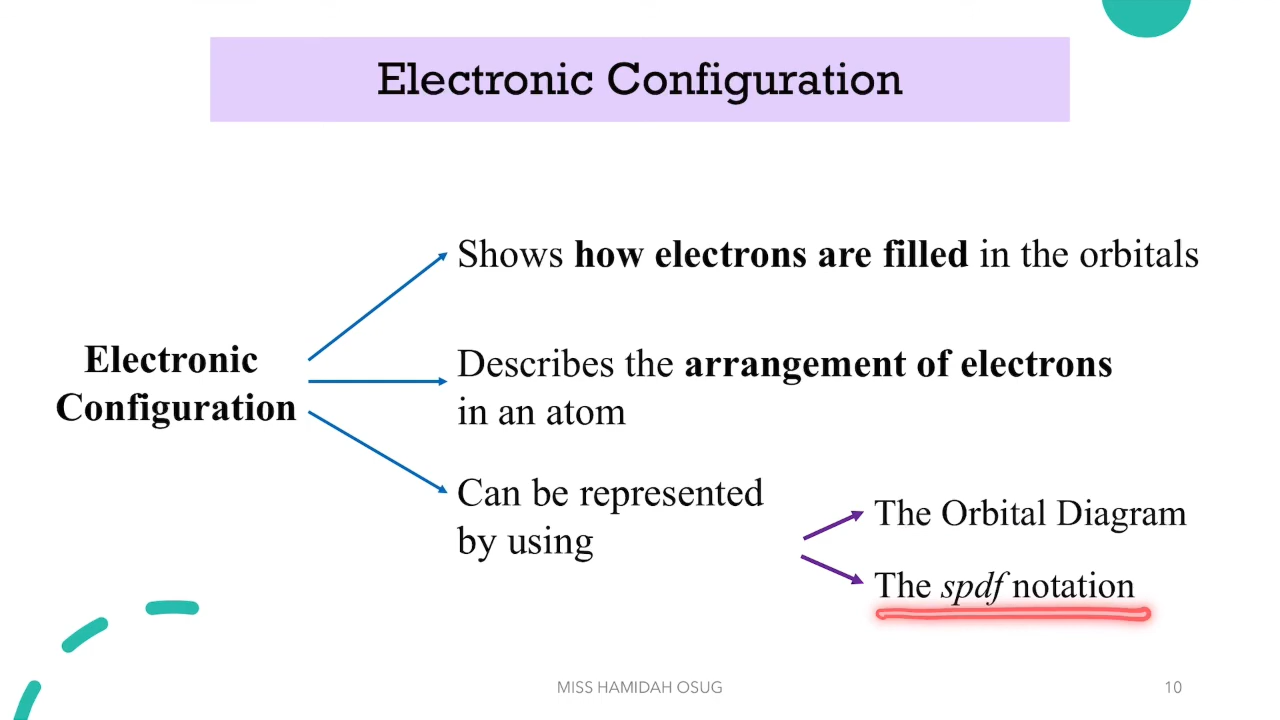 Electronic Configuration
Shows how electrons are filled in the orbitals
Electronic
Configuration
Describes the arrangement of electrons
in an atom
Can be represented
by using
The Orbital Diagram
The spdf notation
MISS HAMIDAH OSUG
10